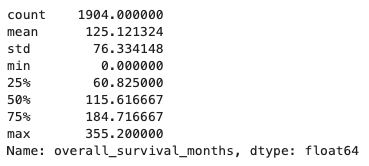 count    1904.000000
mean      125.121324
std        76.334148
min         0.000000
25%        60.825000
50%       115.616667
75%       184.716667
max       355.200000
Name: overall_survival_months, dtype: float64